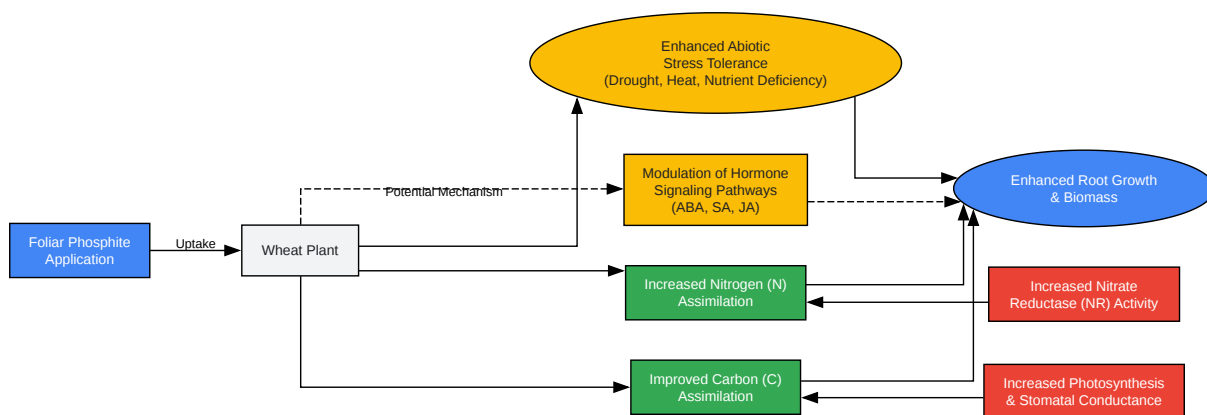 Enhanced Abiotic
Stress Tolerance
(Drought, Heat, Nutrient Deficiency)
Modulation of Hormone
Signaling Pathways
(ABA, SA, JA)
Potential Mechanism
Enhanced Root Growth
& Biomass
Foliar Phosphite
Application
Uptake
Wheat Plant
Increased Nitrogen (N)
Assimilation
Increased Nitrate
Reductase (NR) Activity
Improved Carbon (C)
Assimilation
Increased Photosynthesis
& Stomatal Conductance